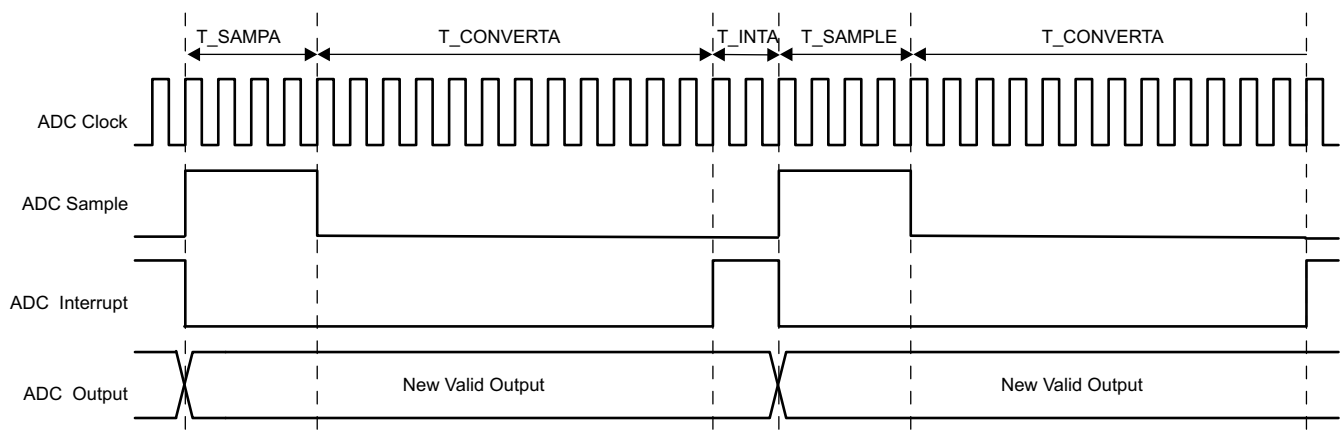 T_SAMPA T_CONVERTA T_INTA T_SAMPLE T_CONVERTA
ADC Clock
ADC Sample
ADC Interrupt
ADC Output New Valid Output New Valid Output